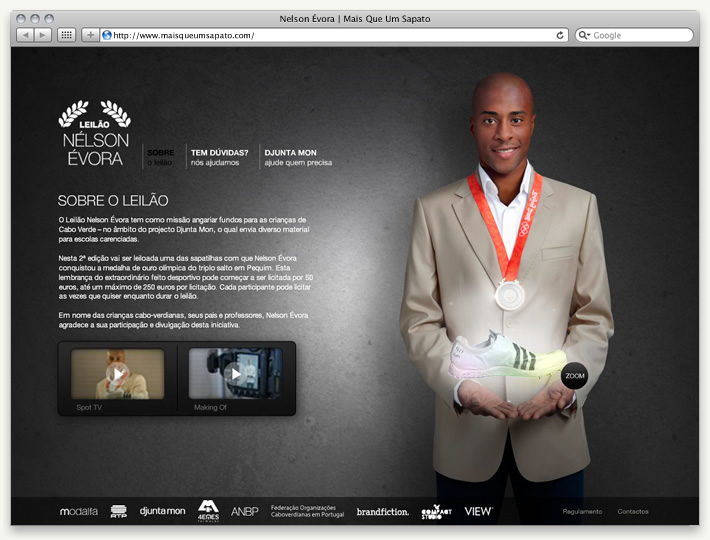 Nelson Évora | Mais Que Um Sapato
http://www.maisqueumsapato.com/
Google
LEILÃO
NÉLSON
ÉVORA
SOBRE
o leilão
TEM DÚVIDAS?
nós ajudamos
DJUNTA MON
ajude quem precisa
SOBRE O LEILÃO
O Leilão Nelson Évora tem como missão angariar fundos para as crianças de
Cabo Verde – no âmbito do projecto Djunta Mon, o qual envia diverso material
para escolas carenciadas.
Nesta 2ª edição vai ser leiloada uma das sapatilhas com que Nelson Évora
conquistou a medalha de ouro olímpica do triplo salto em Pequim. Esta
lembrança do extraordinário feito desportivo pode começar a ser licitada por 50
euros, até um máximo de 250 euros por licitação. Cada participante pode licitar
as vezes que quiser enquanto durar o leilão.
Em nome das crianças cabo-verdianas, seus pais e professores, Nelson Évora
agradece a sua participação e divulgação desta iniciativa.
Spot TV
Making Of
ZOOM
modalfa
RTP
djunta mon
4EMES
ANBP
Federação Organizações
Caboverdianas em Portugal
brandfiction.
COMPACT
STUDIO
VIEW
Regulamento
Contactos